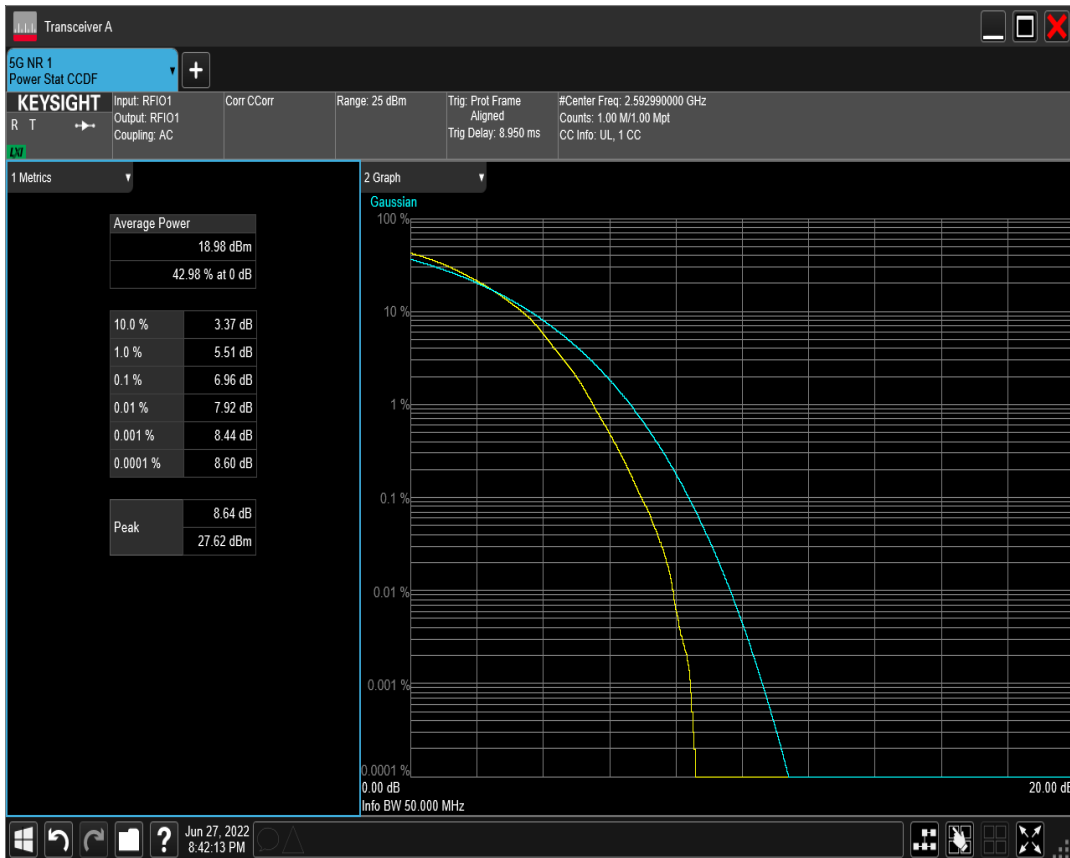 Transceiver A
5G NR 1
Power Stat CCDF
+
KEYSIGHT
R T
LXI
Input: RFIO1
Output: RFIO1
Coupling: AC
Corr CCorr
Range: 25 dBm
Trig: Prot Frame
Aligned
Trig Delay: 8.950 ms
#Center Freq: 2.592990000 GHz
Counts: 1.00 M/1.00 Mpt
CC Info: UL, 1 CC
1 Metrics
Average Power
18.98 dBm
42.98 % at 0 dB
10.0 % 3.37 dB
1.0 % 5.51 dB
0.1 % 6.96 dB
0.01 % 7.92 dB
0.001 % 8.44 dB
0.0001 % 8.60 dB
Peak
8.64 dB
27.62 dBm
2 Graph
Gaussian
100 %
10 %
1 %
0.1 %
0.01 %
0.001 %
0.0001 %
0.00 dB
20.00 dB
Info BW 50.000 MHz
?
Jun 27, 2022
8:42:13 PM